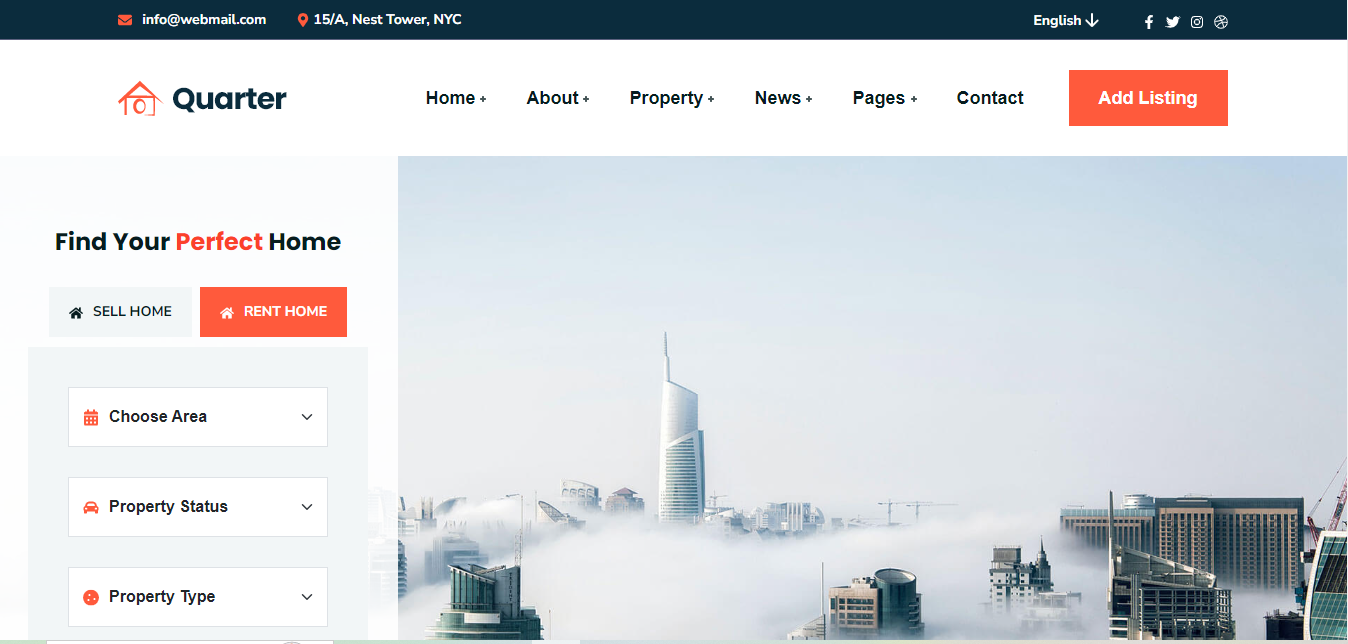 info@webmail.com 15/A, Nest Tower, NYC English
Quarter Home + About + Property + News + Pages + Contact Add Listing
Find Your Perfect Home
SELL HOME RENT HOME
Choose Area
Property Status
Property Type